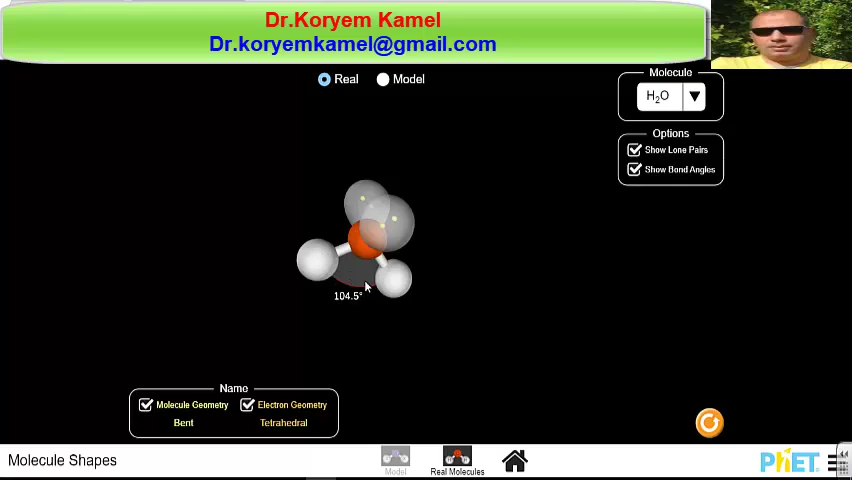 Dr.Koryem Kamel
Dr.koryemkamel@gmail.com
Real Model
Molecule
H₂O
Options
Show Lone Pairs
Show Bond Angles
104.5°
Name
Molecule Geometry Electron Geometry
Bent Tetrahedral
Molecule Shapes
Model
Real Molecules
PhET